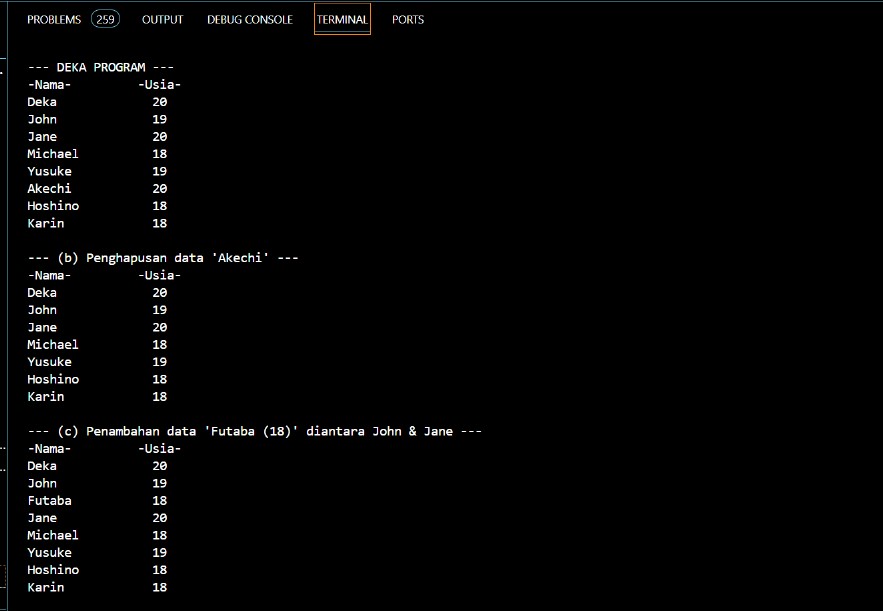 PROBLEMS 259 OUTPUT DEBUG CONSOLE TERMINAL PORTS
--- DEKA PROGRAM ---
-Nama- -Usia-
Deka 20
John 19
Jane 20
Michael 18
Yusuke 19
Akechi 20
Hoshino 18
Karin 18
--- (b) Penghapusan data 'Akechi' ---
-Nama- -Usia-
Deka 20
John 19
Jane 20
Michael 18
Yusuke 19
Hoshino 18
Karin 18
--- (c) Penambahan data 'Futaba (18)' diantara John & Jane ---
-Nama- -Usia-
Deka 20
John 19
Futaba 18
Jane 20
Michael 18
Yusuke 19
Hoshino 18
Karin 18